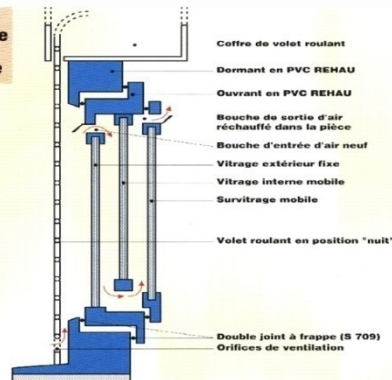 e
e
Coffre de volet roulant
Dormant en PVC REHAU
Ouvrant en PVC REHAU
Bouche de sortie d'air
réchauffé dans la pièce
Bouche d'entrée d'air neuf
Vitrage extérieur fixe
Vitrage interne mobile
Survitrage mobile
Volet roulant en position "nuit"
Double joint à frappe (S 709)
Orifices de ventilation